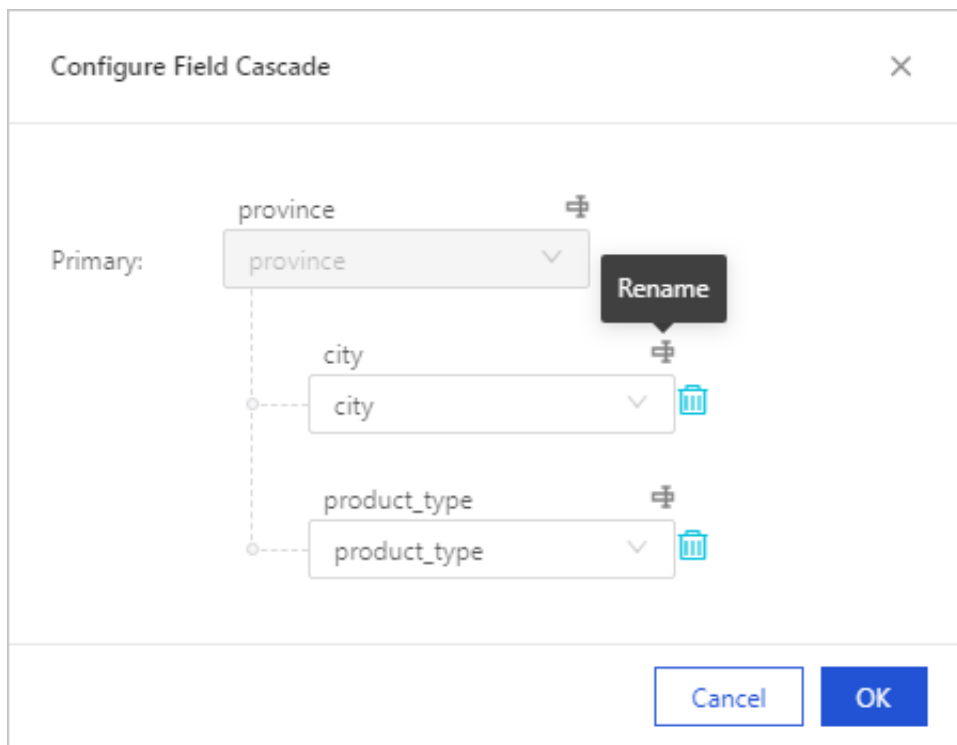 Configure Field Cascade
province
Primary:
province
Rename
city
city
product_type
product_type
Cancel
OK